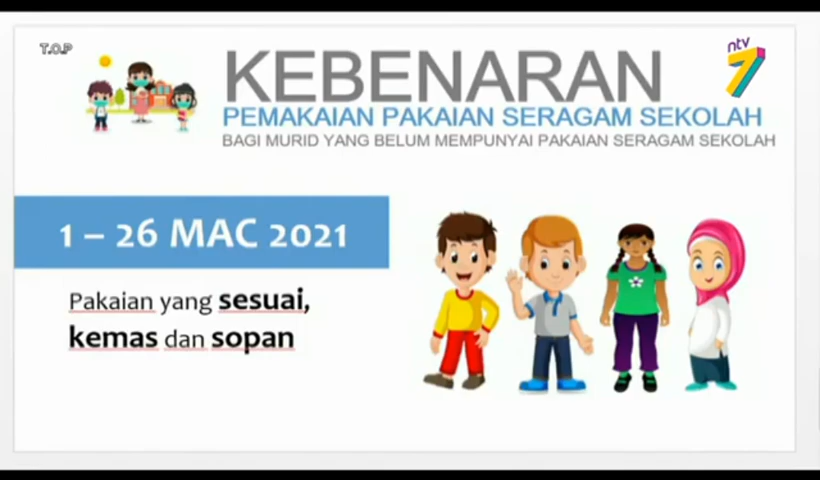 T.O.P
ntv
7
KEBENARAN
PEMAKAIAN PAKAIAN SERAGAM SEKOLAH
BAGI MURID YANG BELUM MEMPUNYAI PAKAIAN SERAGAM SEKOLAH
1 – 26 MAC 2021
Pakaian yang sesuai,
kemas dan sopan